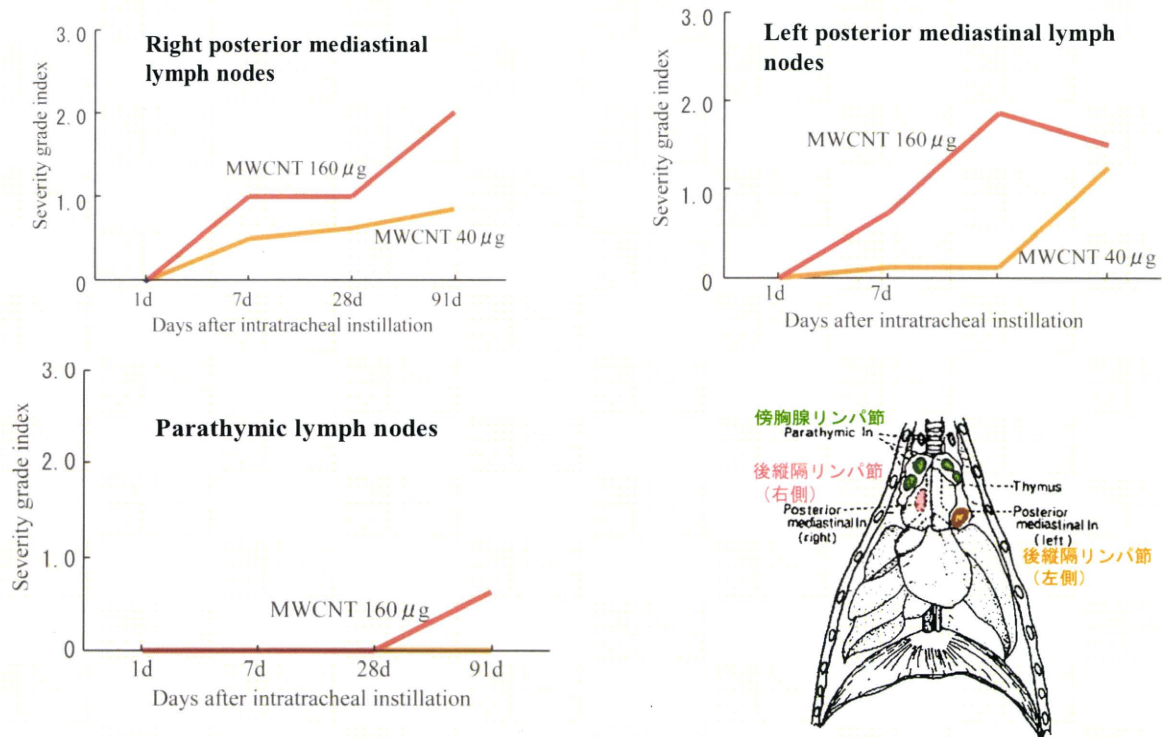 3.0
2.0
1.0
0
Severity grade index
Right posterior mediastinal
lymph nodes
MWCNT 160 μg
MWCNT 40 μg
1d 7d 28d 91d
Days after intratracheal instillation
3.0
2.0
1.0
0
Severity grade index
Left posterior mediastinal lymph
nodes
MWCNT 160 μg
MWCNT 40 μg
1d 7d
Days after intratracheal instillation
3.0
2.0
1.0
0
Severity grade index
Parathymic lymph nodes
MWCNT 160 μg
1d 7d 28d 91d
Days after intratracheal instillation
傍胸腺リンパ節
Parathymic ln
後縦隔リンパ節
(右側)
Posterior
mediastinal ln
(right)
Thymus
Posterior
mediastinal ln
(left)
後縦隔リンパ節
(左側)